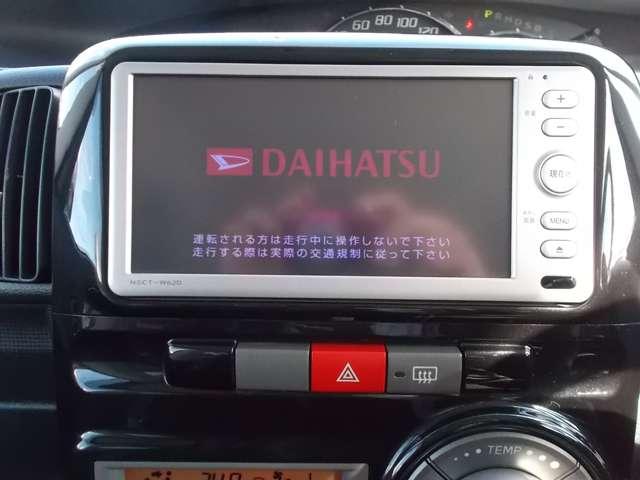 60 80 100 120
P R N D S B
DAIHATSU
運転される方は走行中に操作しないで下さい
走行する際は実際の交通規制に従って下さい
NSCT-W62D
+
音量
−
現在地
MENU
TEMP